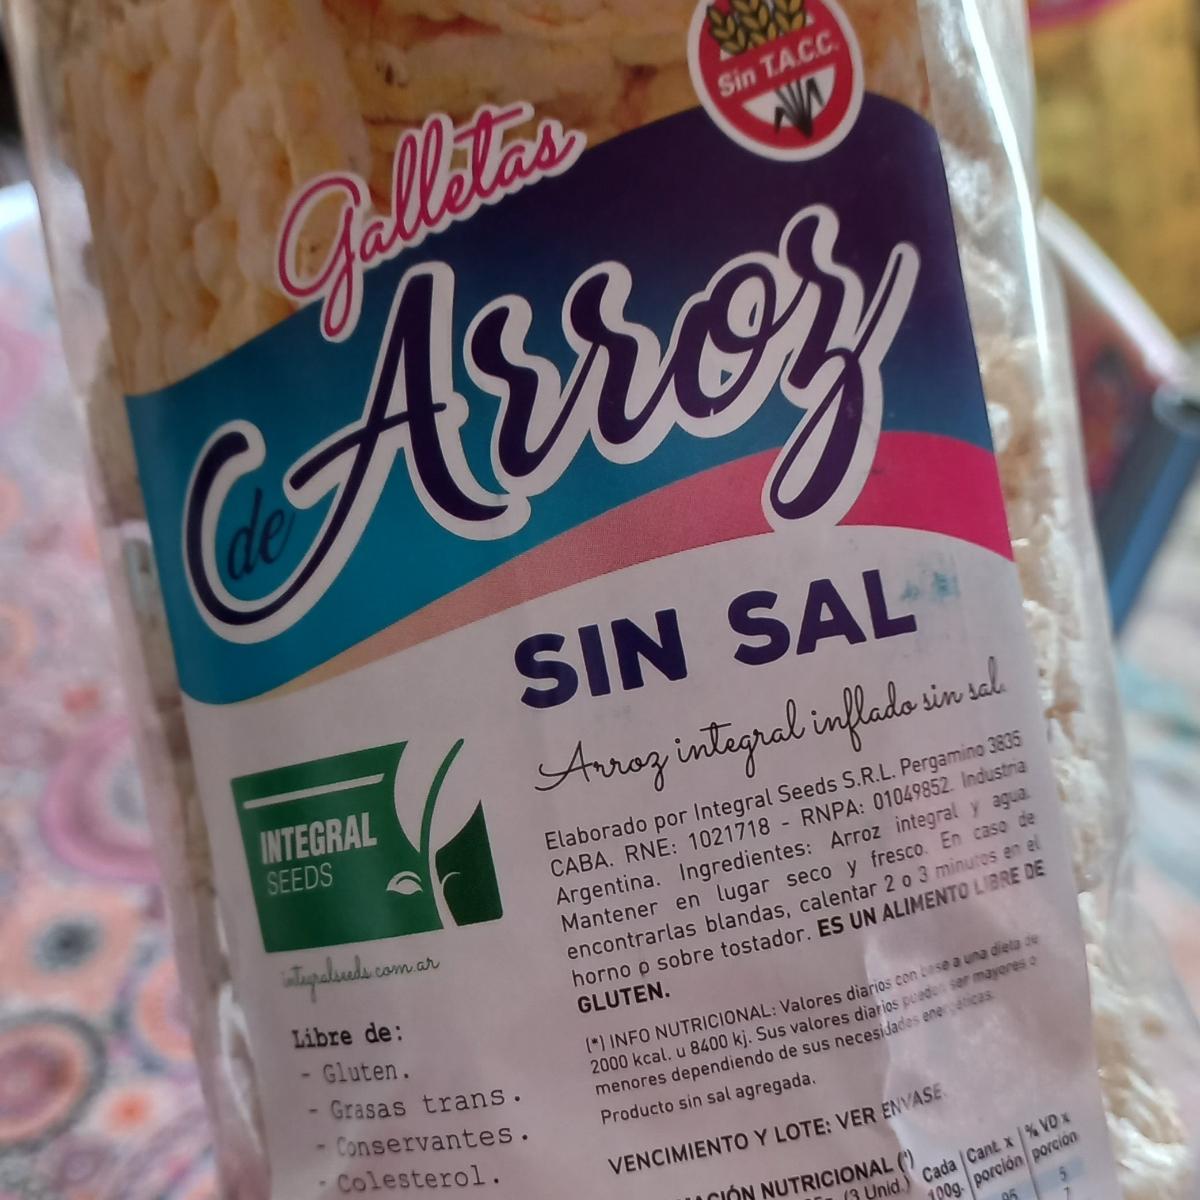 Sin T.A.C.C.
Galletas
de Arroz
SIN SAL
Arroz integral inflado sin sal.
INTEGRAL
SEEDS
integralseeds.com.ar
Elaborado por Integral Seeds S.R.L. Pergamino 3835
CABA. RNE: 1021718 - RNPA: 01049852. Industria
Argentina. Ingredientes: Arroz integral y agua.
Mantener en lugar seco y fresco. En caso de
encontrarlas blandas, calentar 2 o 3 minutos en el
horno o sobre tostador. ES UN ALIMENTO LIBRE DE
GLUTEN.
Libre de:
- Gluten.
- Grasas trans.
- Conservantes.
- Colesterol.
(*) INFO NUTRICIONAL: Valores diarios con base a una dieta de
2000 kcal. u 8400 kj. Sus valores diarios pueden ser mayores o
menores dependiendo de sus necesidades energéticas.
Producto sin sal agregada.
VENCIMIENTO Y LOTE: VER ENVASE.
NUTRICIONAL (*)
(3 Unid.)
Cada
100g.
Cant. x
porción
% VD x
porción
5